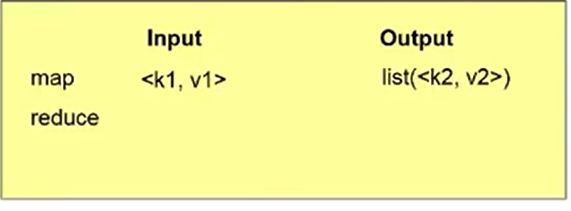 Input Output
map <k1, v1> list(<k2, v2>)
reduce